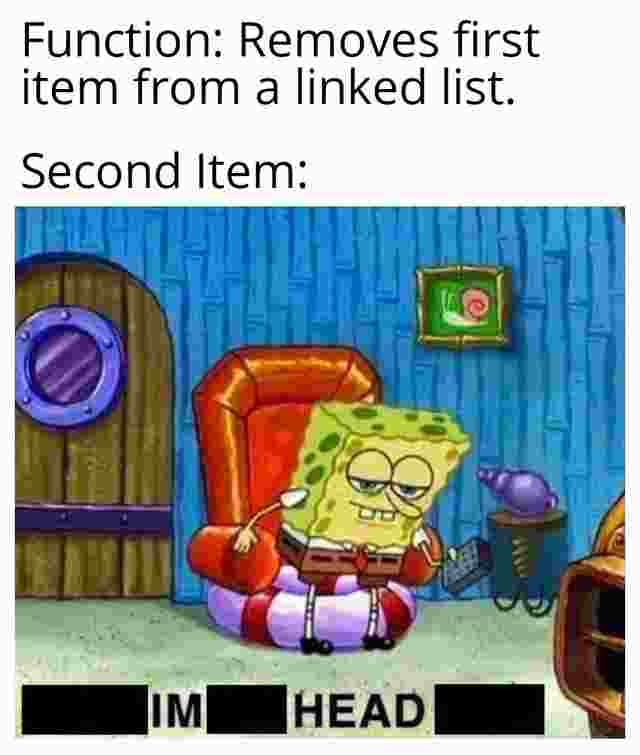 Function: Removes first
item from a linked list.
Second Item:
IM HEAD